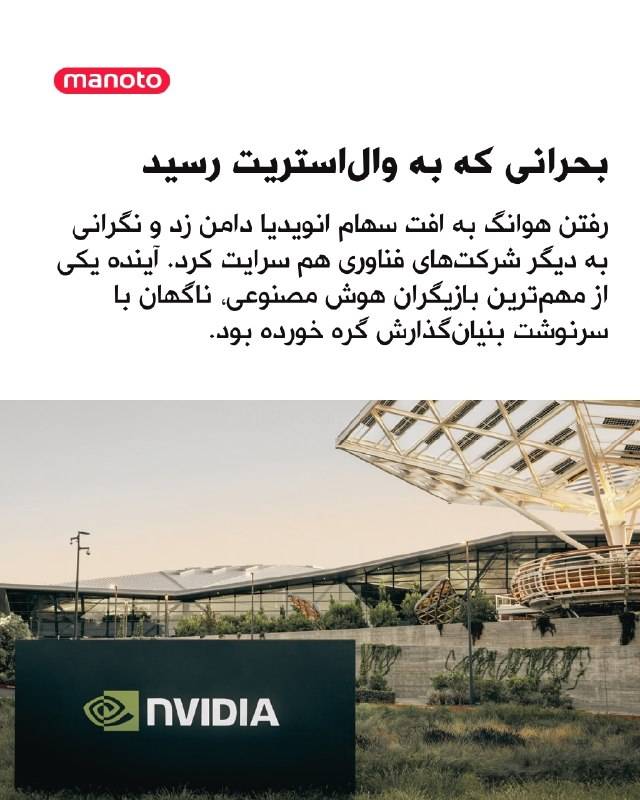 manoto
بحرانی که به وال‌استریت رسید
رفتن هوانگ به افت سهام انویدیا دامن زد و نگرانی
به دیگر شرکت‌های فناوری هم سرایت کرد. آینده یکی
از مهم‌ترین بازیگران هوش مصنوعی، ناگهان با
سرنوشت بنیان‌گذارش گره خورده بود.
NVIDIA